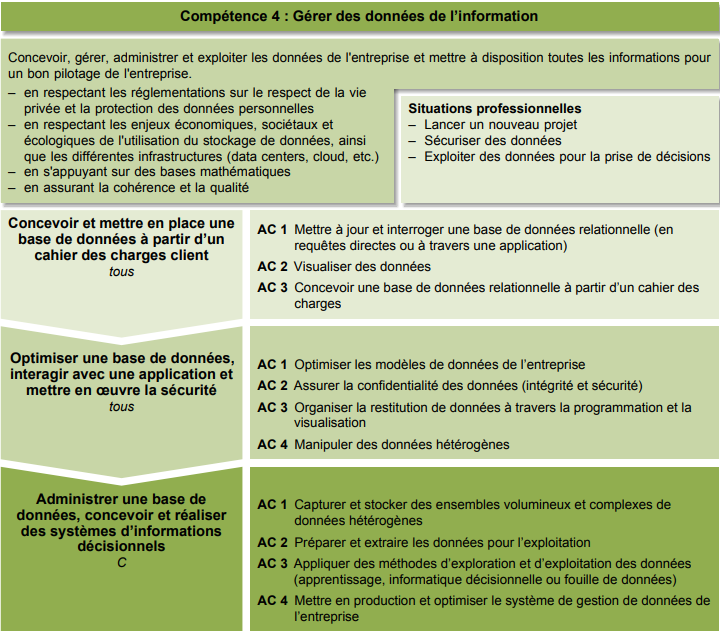 Compétence 4 : Gérer des données de l'information
Concevoir, gérer, administrer et exploiter les données de l'entreprise et mettre à disposition toutes les informations pour
un bon pilotage de l'entreprise.
– en respectant les réglementations sur le respect de la vie
privée et la protection des données personnelles
– en respectant les enjeux économiques, sociétaux et
écologiques de l'utilisation du stockage de données, ainsi
que les différentes infrastructures (data centers, cloud, etc.)
– en s'appuyant sur des bases mathématiques
– en assurant la cohérence et la qualité
Situations professionnelles
– Lancer un nouveau projet
– Sécuriser des données
– Exploiter des données pour la prise de décisions
Concevoir et mettre en place une
base de données à partir d'un
cahier des charges client
tous
AC 1 Mettre à jour et interroger une base de données relationnelle (en
requêtes directes ou à travers une application)
AC 2 Visualiser des données
AC 3 Concevoir une base de données relationnelle à partir d'un cahier des
charges
Optimiser une base de données,
interagir avec une application et
mettre en œuvre la sécurité
tous
AC 1 Optimiser les modèles de données de l'entreprise
AC 2 Assurer la confidentialité des données (intégrité et sécurité)
AC 3 Organiser la restitution de données à travers la programmation et la
visualisation
AC 4 Manipuler des données hétérogènes
Administrer une base de
données, concevoir et réaliser
des systèmes d'informations
décisionnels
C
AC 1 Capturer et stocker des ensembles volumineux et complexes de
données hétérogènes
AC 2 Préparer et extraire les données pour l'exploitation
AC 3 Appliquer des méthodes d'exploration et d'exploitation des données
(apprentissage, informatique décisionnelle ou fouille de données)
AC 4 Mettre en production et optimiser le système de gestion de données de
l'entreprise